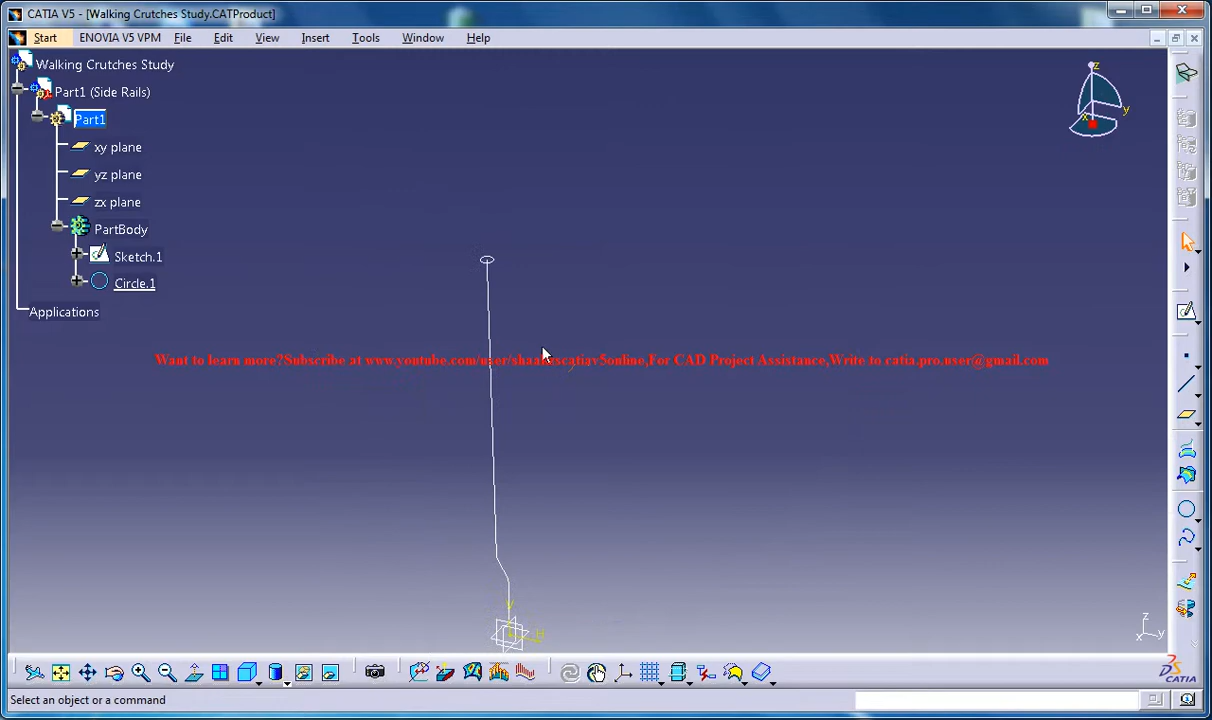 CATIA V5 - [Walking Crutches Study.CATProduct]
Start ENOVIA V5 VPM File Edit View Insert Tools Window Help
Walking Crutches Study
Part1 (Side Rails)
Part1
xy plane
yz plane
zx plane
PartBody
Sketch.1
Circle.1
Applications
z
y
x
Want to learn more?Subscribe at www.youtube.com/user/shaalescatiav5online,For CAD Project Assistance,Write to catia.pro.user@gmail.com
V
H
z
x y
CATIA
Select an object or a command